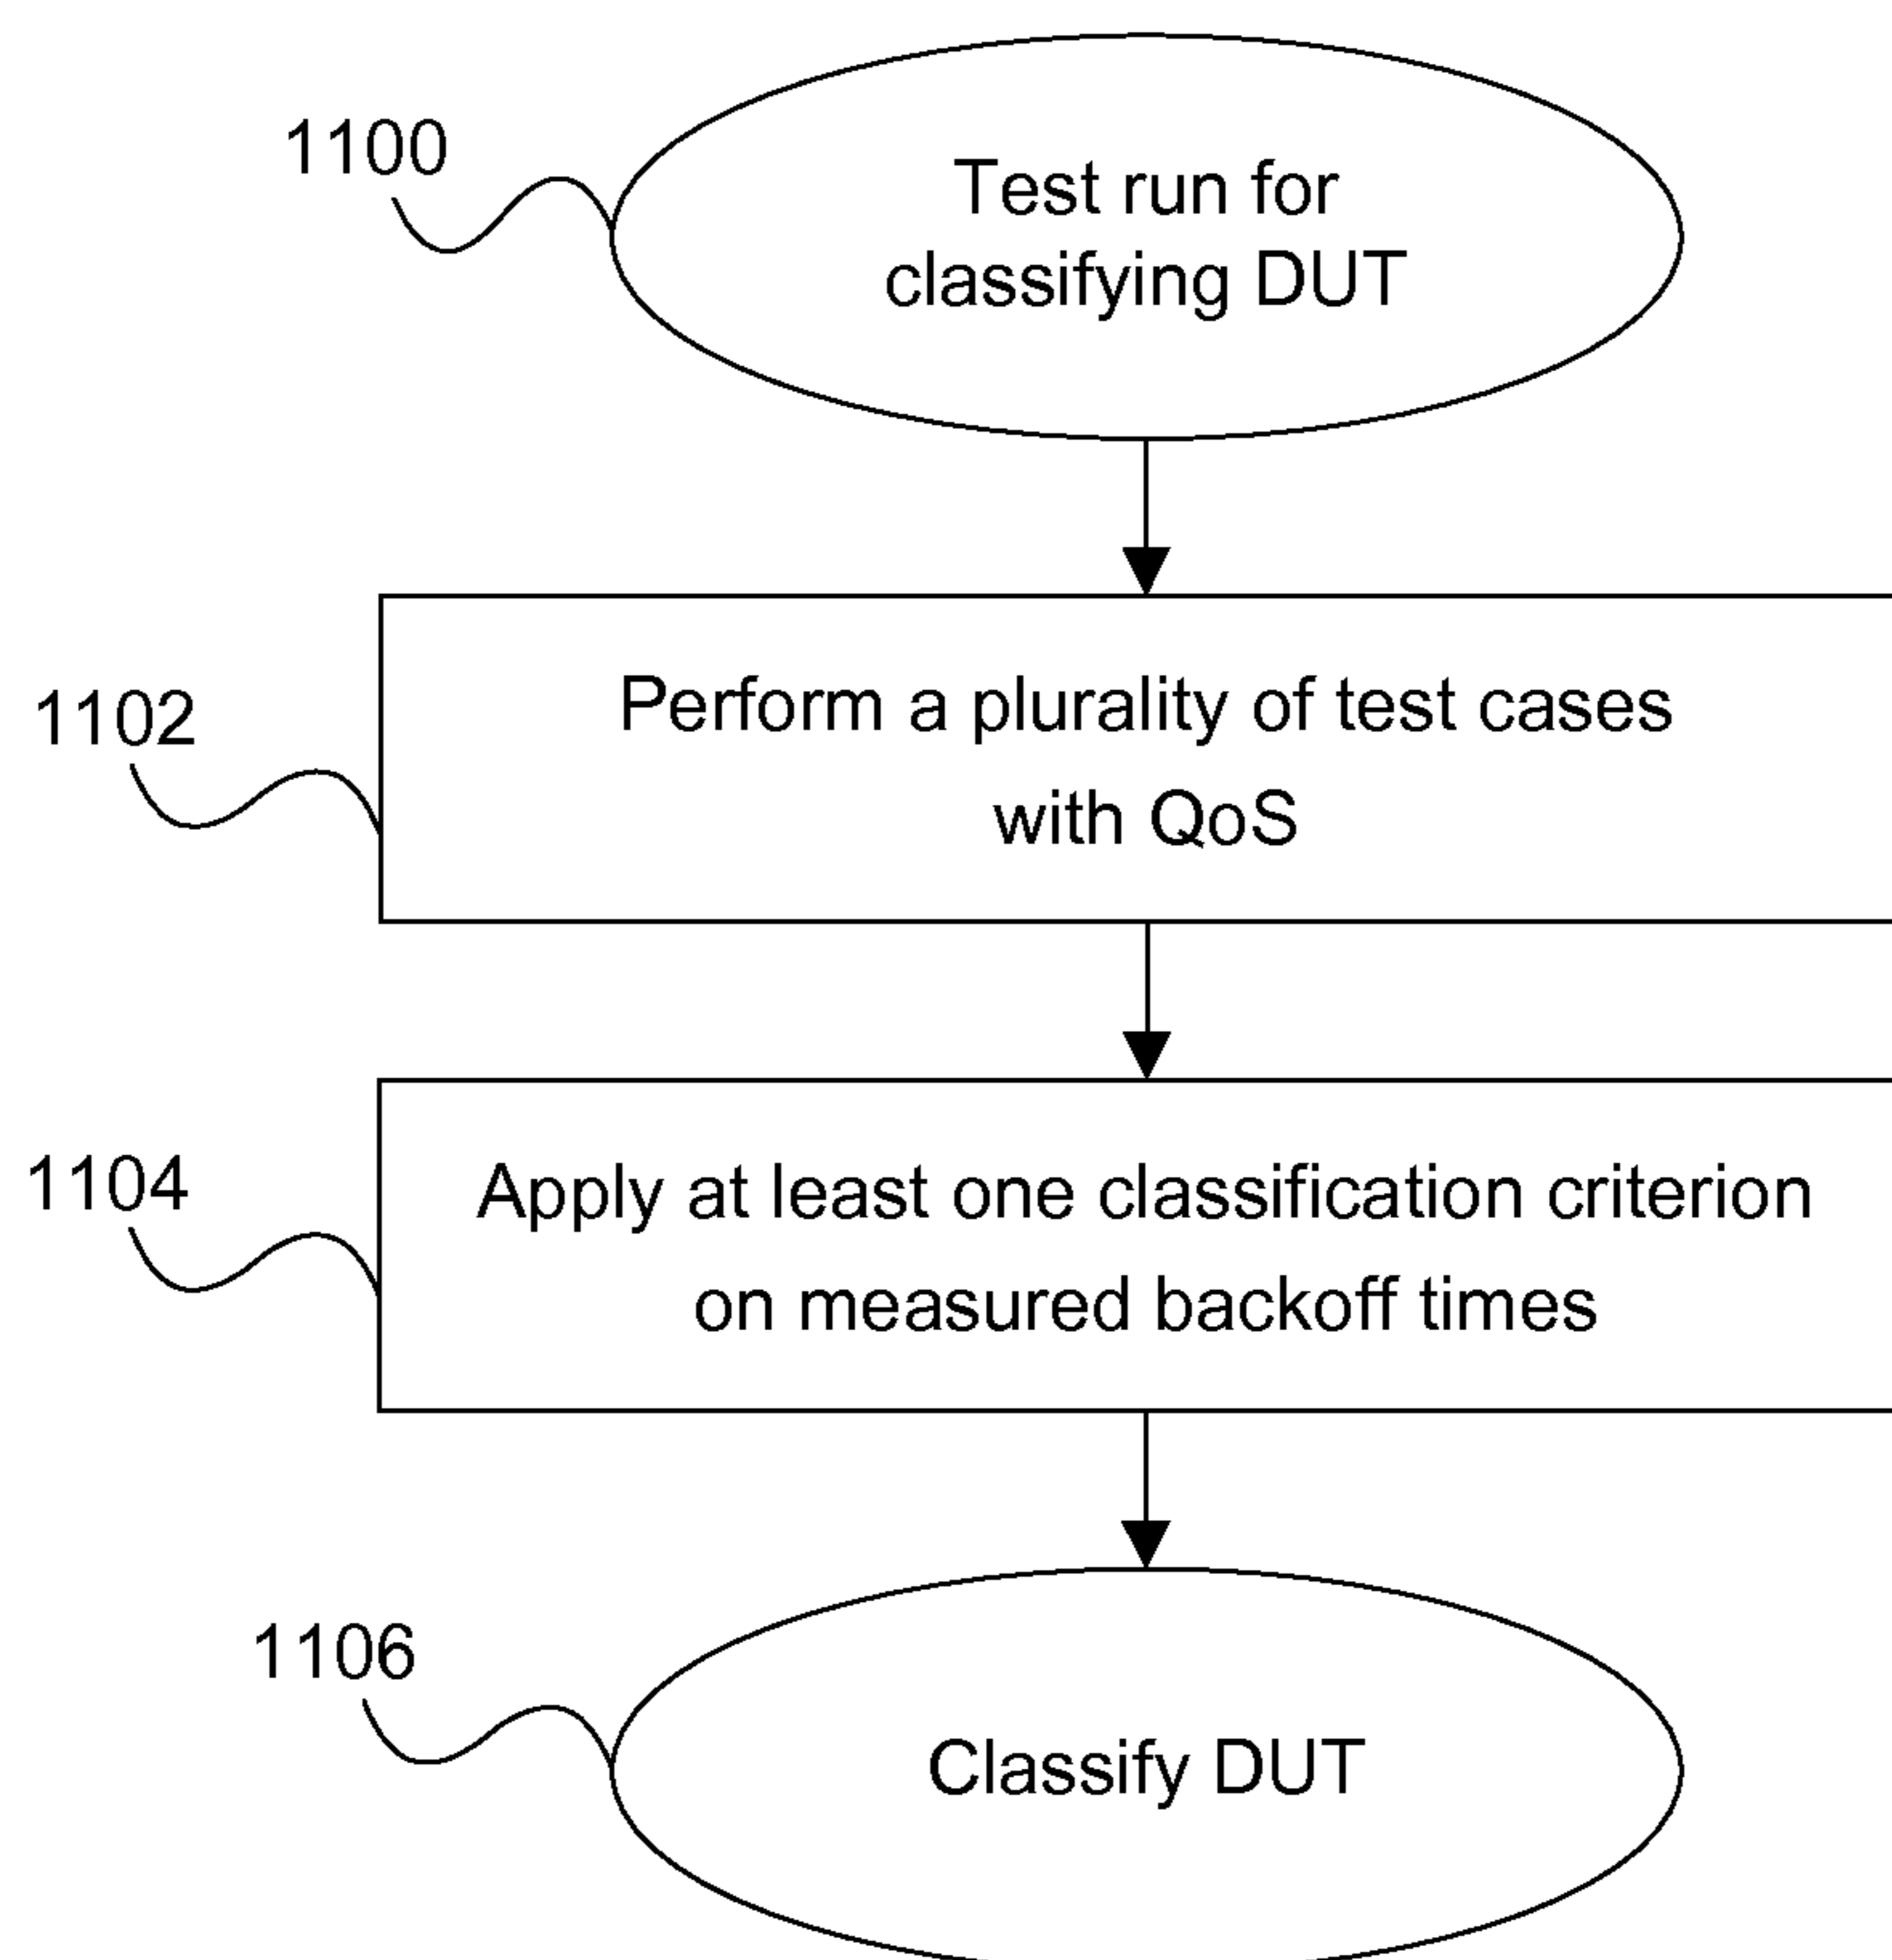 1100
Test run for
classifying DUT
1102
Perform a plurality of test cases
with QoS
1104
Apply at least one classification criterion
on measured backoff times
1106
Classify DUT